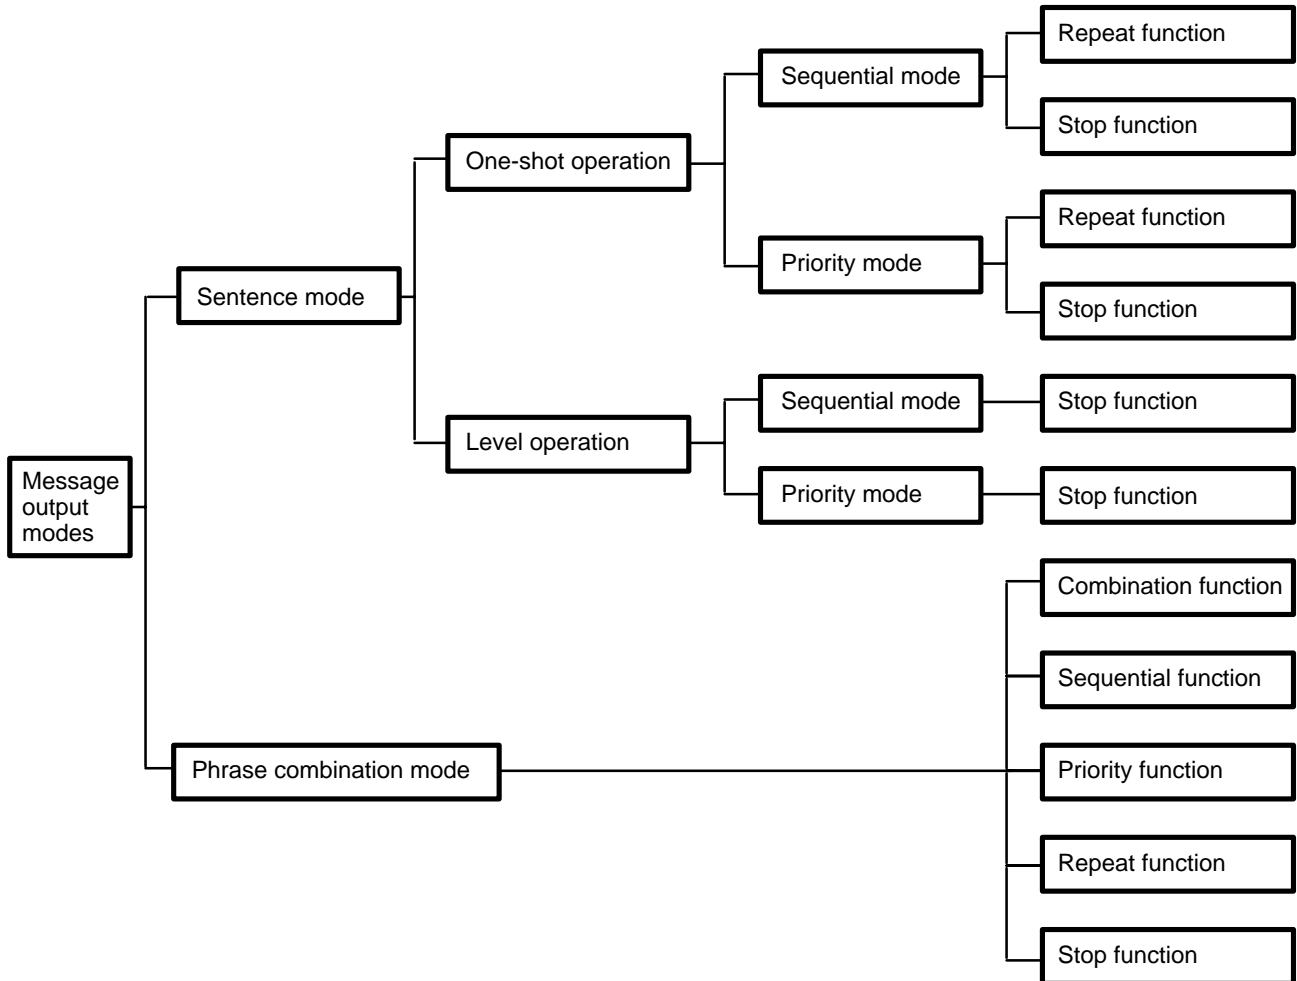 Repeat function
Sequential mode
Stop function
One-shot operation
Repeat function
Priority mode
Sentence mode
Stop function
Sequential mode
Stop function
Level operation
Message
output
modes
Priority mode
Stop function
Combination function
Sequential function
Phrase combination mode
Priority function
Repeat function
Stop function